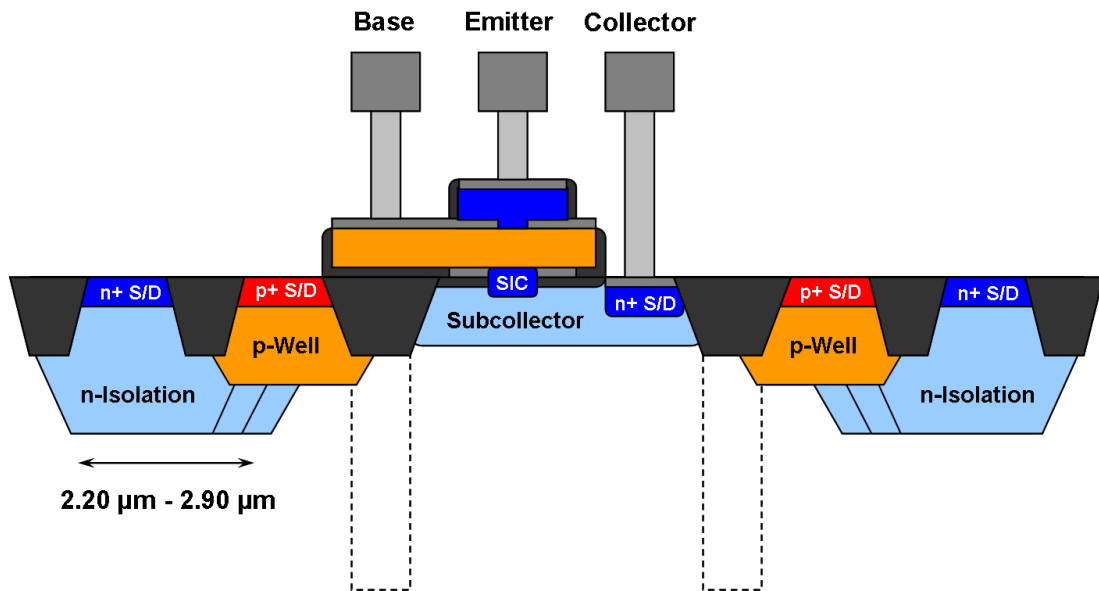 Base Emitter Collector
SIC
n+ S/D p+ S/D n+ S/D p+ S/D n+ S/D
Subcollector
p-Well p-Well
n-Isolation n-Isolation
2.20 µm - 2.90 µm